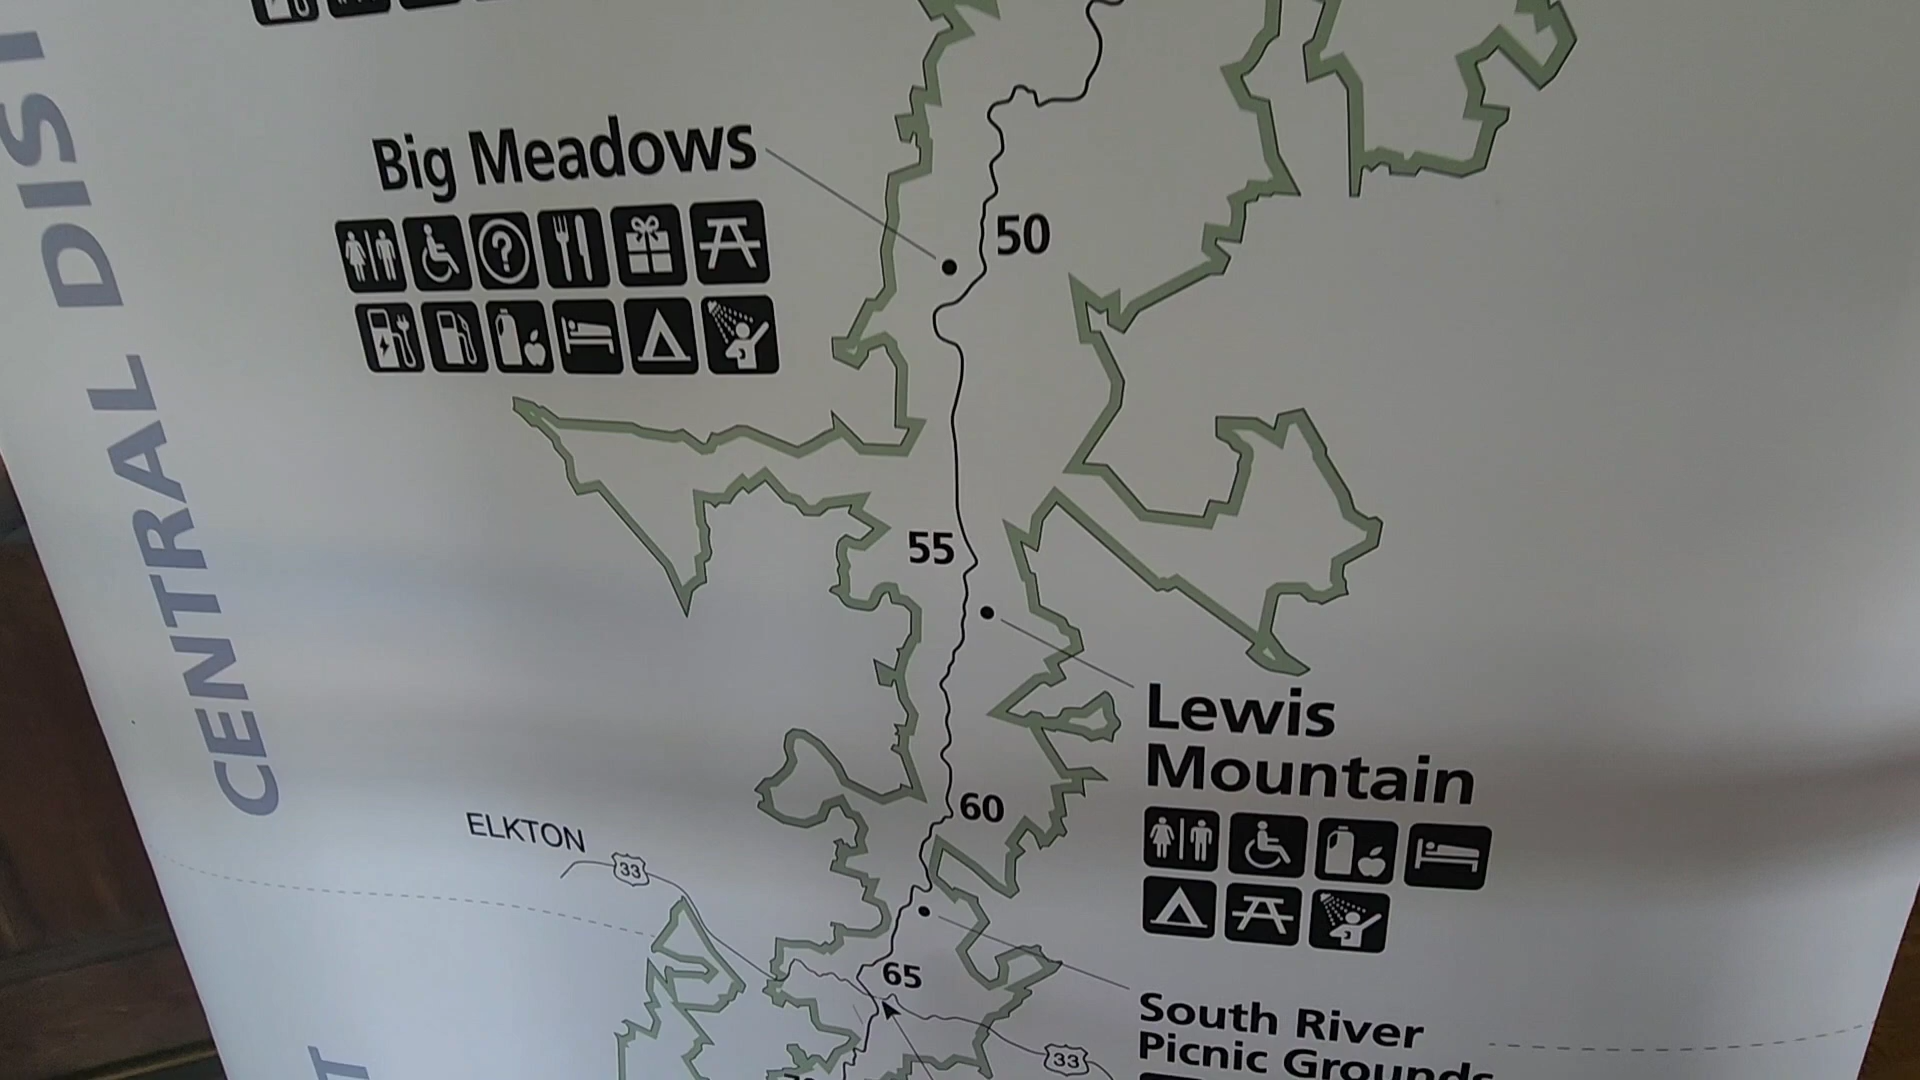 CENTRAL DIST
Big Meadows
50
55
Lewis
Mountain
60
ELKTON
33
65
South River
Picnic Grounds
33